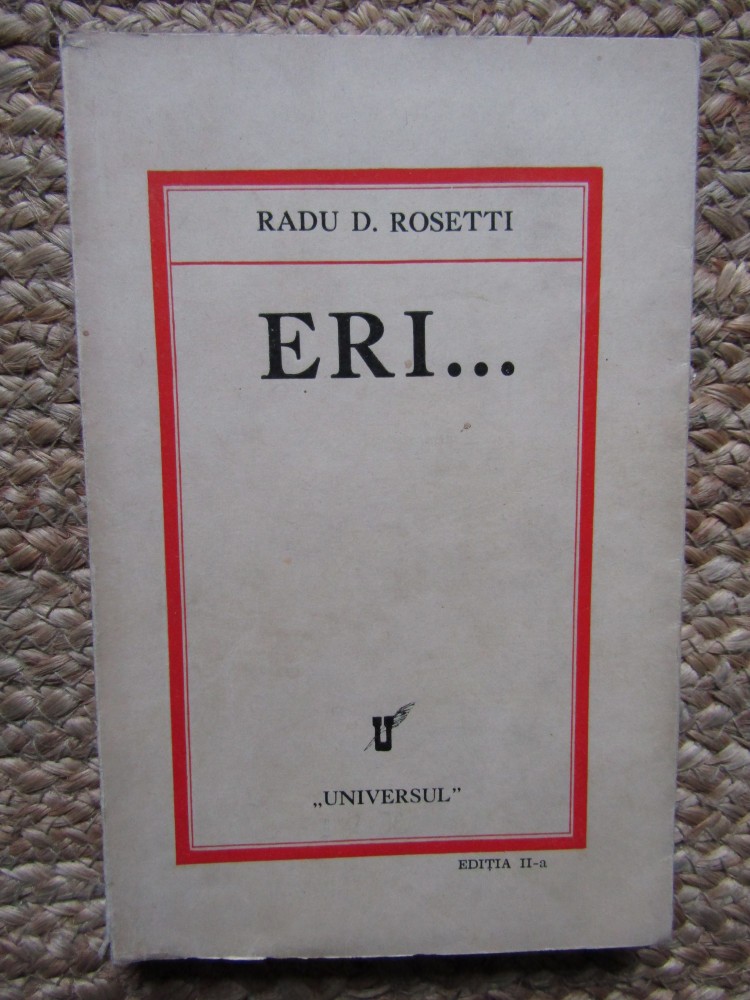 RADU D. ROSETTI
ERI...
U
„UNIVERSUL”
EDIȚIA II-a